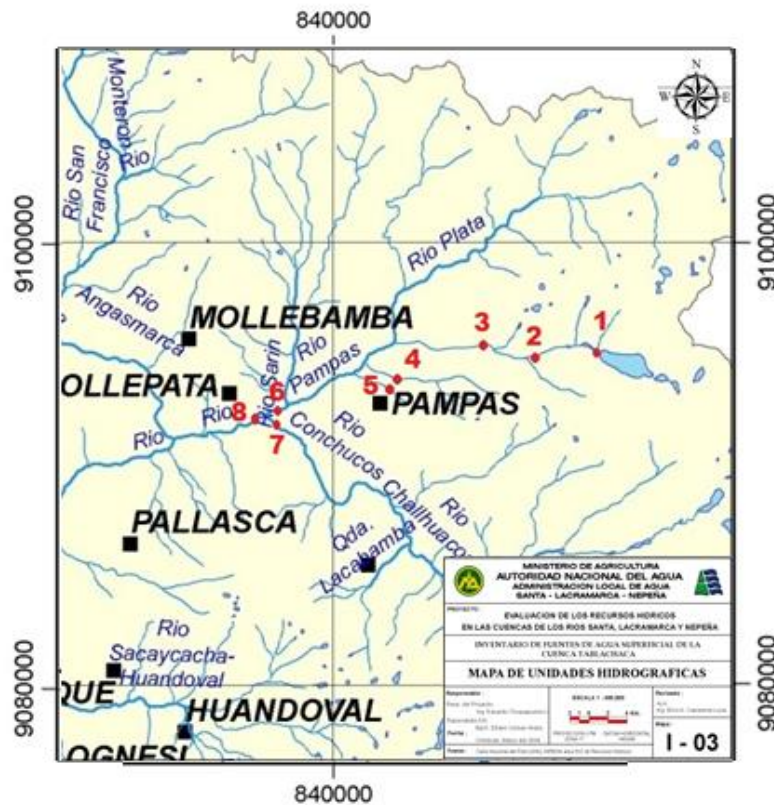 840000
N
W
E
S
Rio San
Francisco
Monteron
Rio
9100000
9100000
Rio Plata
Rio
Angasmarca
MOLLEBAMBA
3
2
1
Rio Sarin
Rio
Pampas
4
OLLEPATA
5
PAMPAS
6
8
Rio
Rio
7
Rio
Conchucos
Challhuaco
Rio
PALLASCA
Qda.
Lacabamba
MINISTERIO DE AGRICULTURA
AUTORIDAD NACIONAL DEL AGUA
ADMINISTRACION LOCAL DE AGUA
SANTA - LACRAMARCA - NEPEÑA
PROYECTO:
EVALUACION DE LOS RECURSOS HIDRICOS
EN LAS CUENCAS DE LOS RIOS SANTA, LACRAMARCA Y NEPEÑA
INVENTARIO DE FUENTES DE AGUA SUPERFICIAL DE LA
CUENCA TABLACHACA
MAPA DE UNIDADES HIDROGRAFICAS
I - 03
Rio
Sacaycacha-
Huandoval
QUE
HUANDOVAL
OGNESI
9080000
9080000
840000